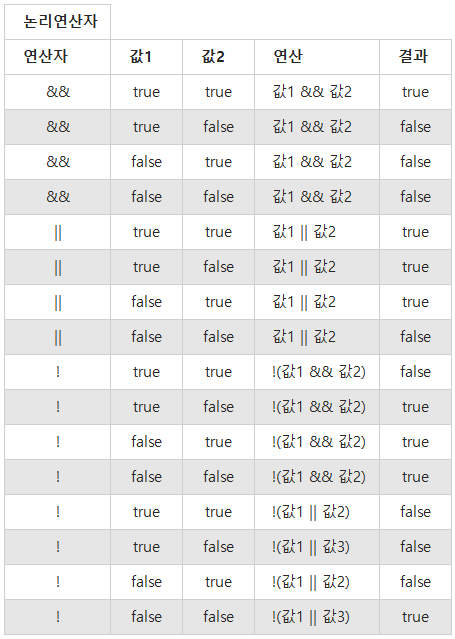 논리연산자
연산자 값1 값2 연산 결과
&& true true 값1 && 값2 true
&& true false 값1 && 값2 false
&& false true 값1 && 값2 false
&& false false 값1 && 값2 false
|| true true 값1 || 값2 true
|| true false 값1 || 값2 true
|| false true 값1 || 값2 true
|| false false 값1 || 값2 false
! true true !(값1 && 값2) false
! true false !(값1 && 값2) true
! false true !(값1 && 값2) true
! false false !(값1 && 값2) true
! true true !(값1 || 값2) false
! true false !(값1 || 값3) false
! false true !(값1 || 값2) false
! false false !(값1 || 값3) true